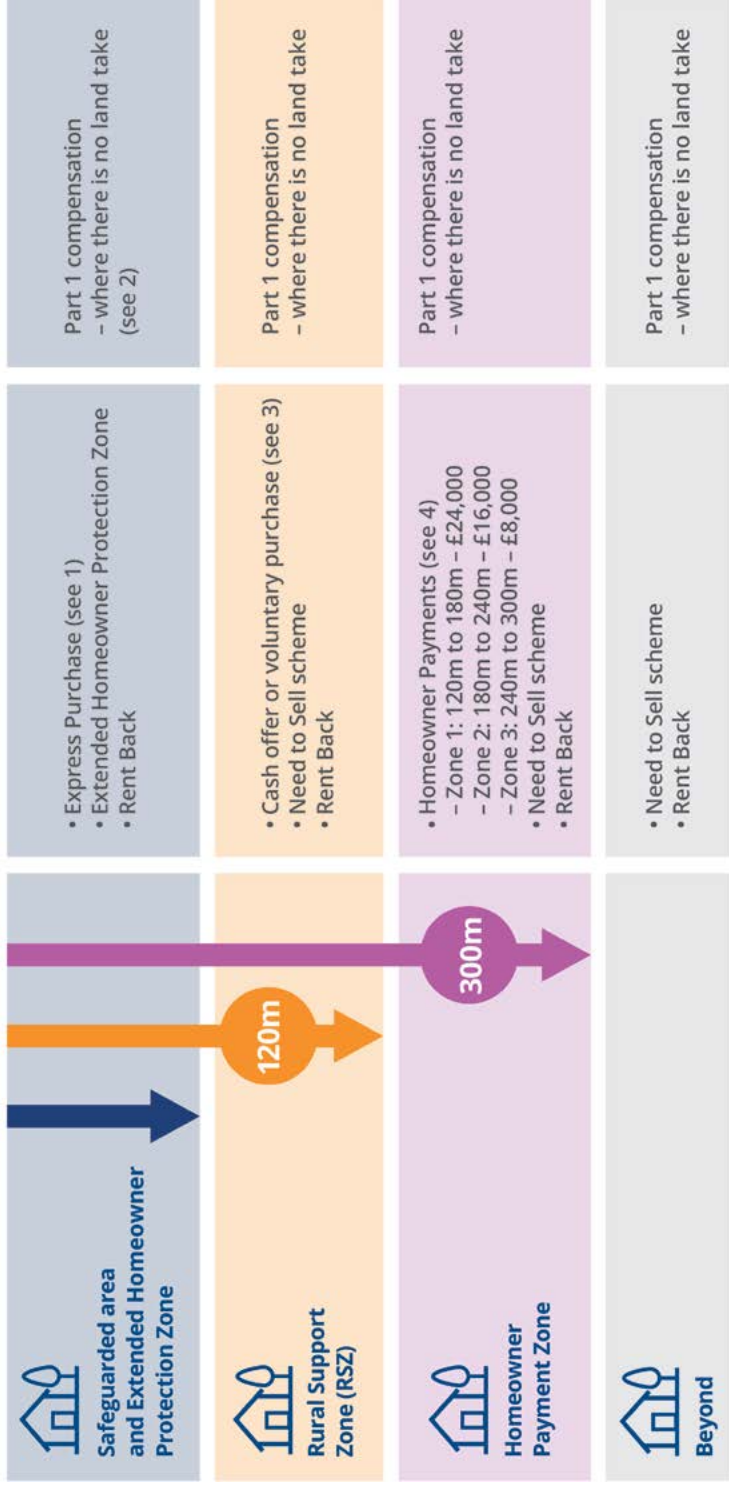 Safeguarded area
and Extended Homeowner
Protection Zone
• Express Purchase (see 1)
• Extended Homeowner Protection Zone
• Rent Back
Part 1 compensation
– where there is no land take
(see 2)
Rural Support
Zone (RSZ)
120m
• Cash offer or voluntary purchase (see 3)
• Need to Sell scheme
• Rent Back
Part 1 compensation
– where there is no land take
Homeowner
Payment Zone
300m
• Homeowner Payments (see 4)
– Zone 1: 120m to 180m – £24,000
– Zone 2: 180m to 240m – £16,000
– Zone 3: 240m to 300m – £8,000
• Need to Sell scheme
• Rent Back
Part 1 compensation
– where there is no land take
Beyond
• Need to Sell scheme
• Rent Back
Part 1 compensation
– where there is no land take